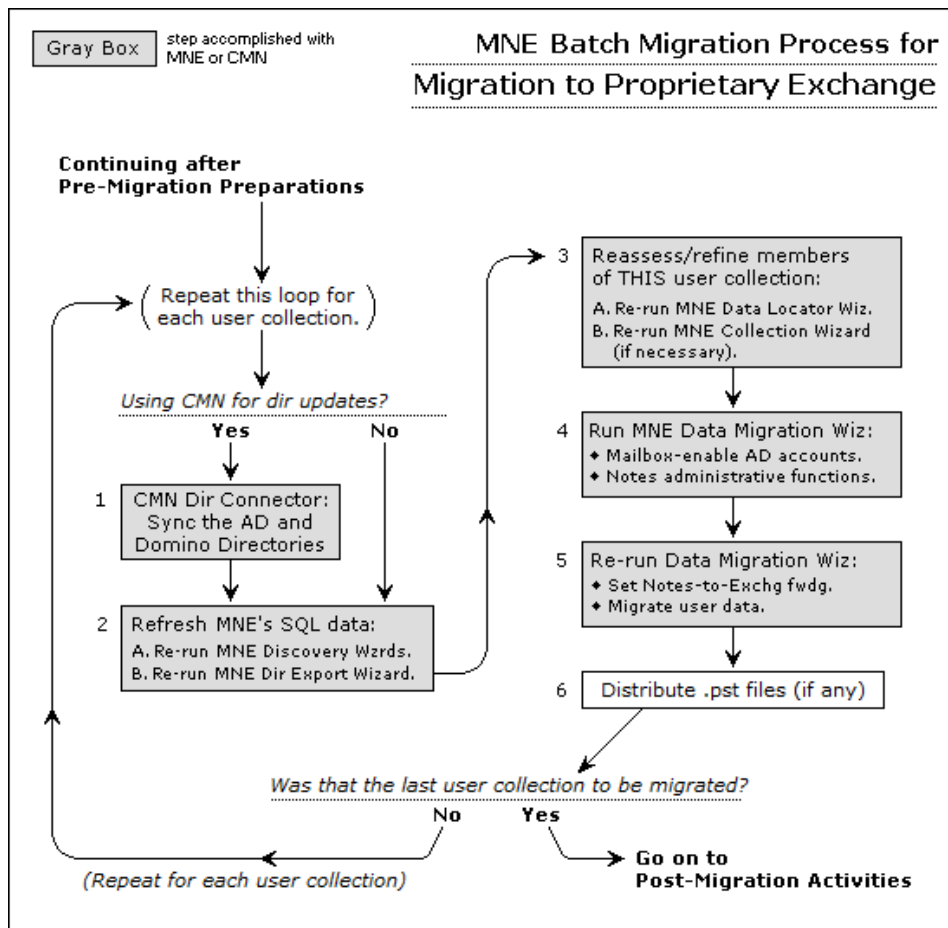 Gray Box
step accomplished with
MNE or CMN
MNE Batch Migration Process for
Migration to Proprietary Exchange
Continuing after
Pre-Migration Preparations
(Repeat this loop for
each user collection.)
Using CMN for dir updates?
Yes
No
1
CMN Dir Connector:
Sync the AD and
Domino Directories
2
Refresh MNE's SQL data:
A. Re-run MNE Discovery Wzrds.
B. Re-run MNE Dir Export Wizard.
3
Reassess/refine members
of THIS user collection:
A. Re-run MNE Data Locator Wiz.
B. Re-run MNE Collection Wizard
(if necessary).
4
Run MNE Data Migration Wiz:
◆ Mailbox-enable AD accounts.
◆ Notes administrative functions.
5
Re-run Data Migration Wiz:
◆ Set Notes-to-Exchg fwdg.
◆ Migrate user data.
6
Distribute .pst files (if any)
Was that the last user collection to be migrated?
No
Yes
(Repeat for each user collection)
Go on to
Post-Migration Activities